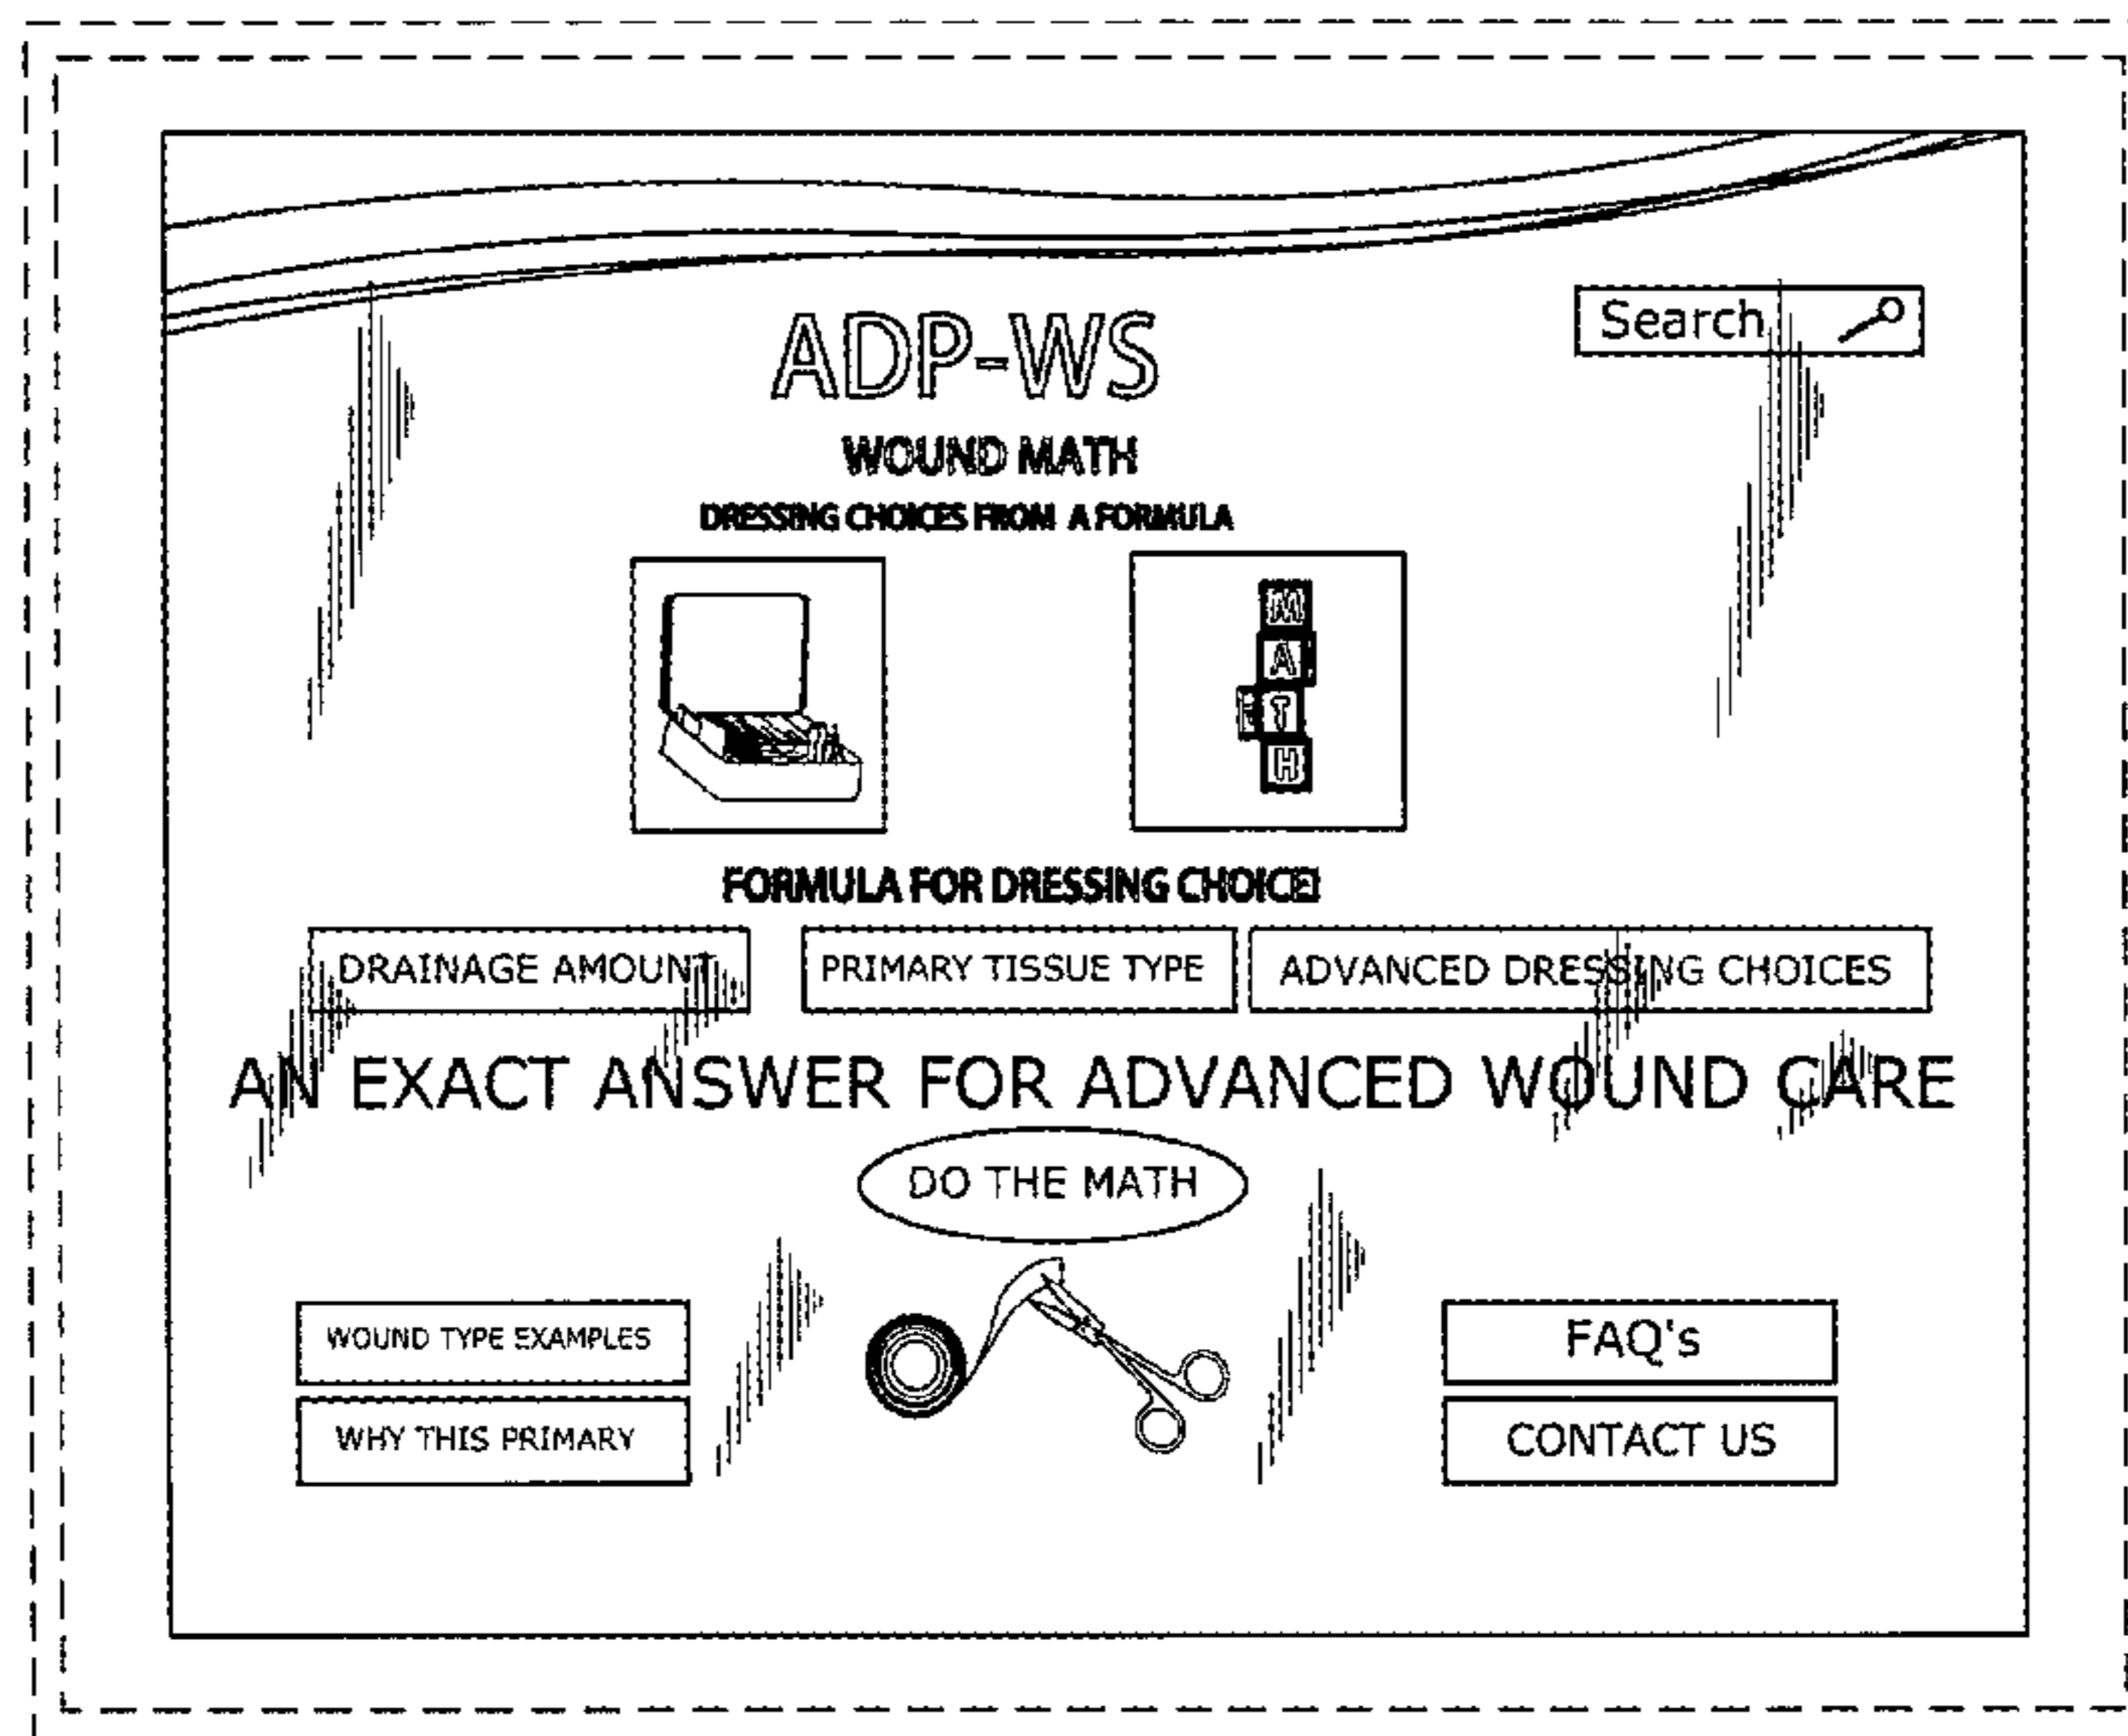 Search
ADP-WS
WOUND MATH
DRESSING CHOICES FROM A FORMULA
M
A
T
H
FORMULA FOR DRESSING CHOICE!
DRAINAGE AMOUNT PRIMARY TISSUE TYPE ADVANCED DRESSING CHOICES
AN EXACT ANSWER FOR ADVANCED WOUND CARE
DO THE MATH
WOUND TYPE EXAMPLES
FAQ's
WHY THIS PRIMARY
CONTACT US